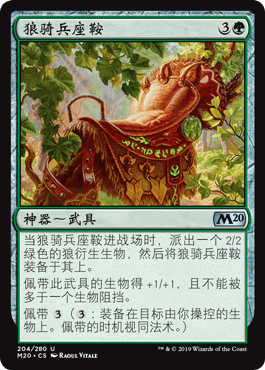 狼骑兵座鞍 3
神器～武具
M20
当狼骑兵座鞍进战场时，派出一个2/2
绿色的狼衍生生物，然后将狼骑兵座鞍
装备于其上。
佩带此武具的生物得+1/+1，且不能被
多于一个生物阻挡。
佩带3（3：装备在目标由你操控的生
物上。佩带的时机视同法术。）
204/280 U
M20 • CS RAOUL VITALE
™ & © 2019 Wizards of the Coast